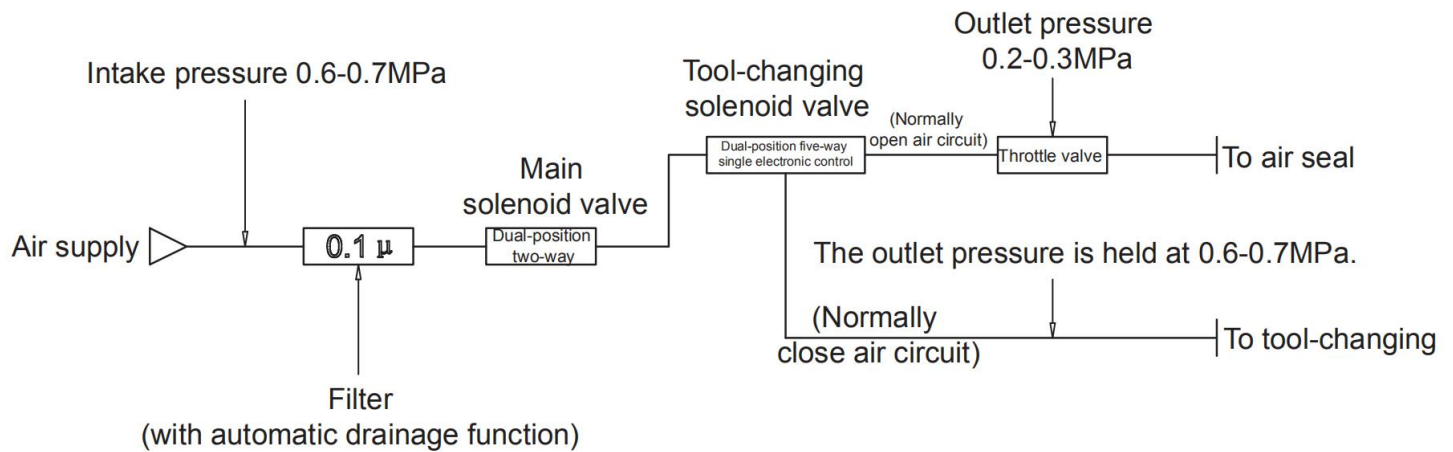 Outlet pressure
0.2-0.3MPa
Intake pressure 0.6-0.7MPa
Tool-changing
solenoid valve
(Normally
open air circuit)
Dual-position five-way
single electronic control
Throttle valve
To air seal
Main
solenoid valve
Dual-position
two-way
Air supply
0.1 μ
The outlet pressure is held at 0.6-0.7MPa.
(Normally
close air circuit)
To tool-changing
Filter
(with automatic drainage function)